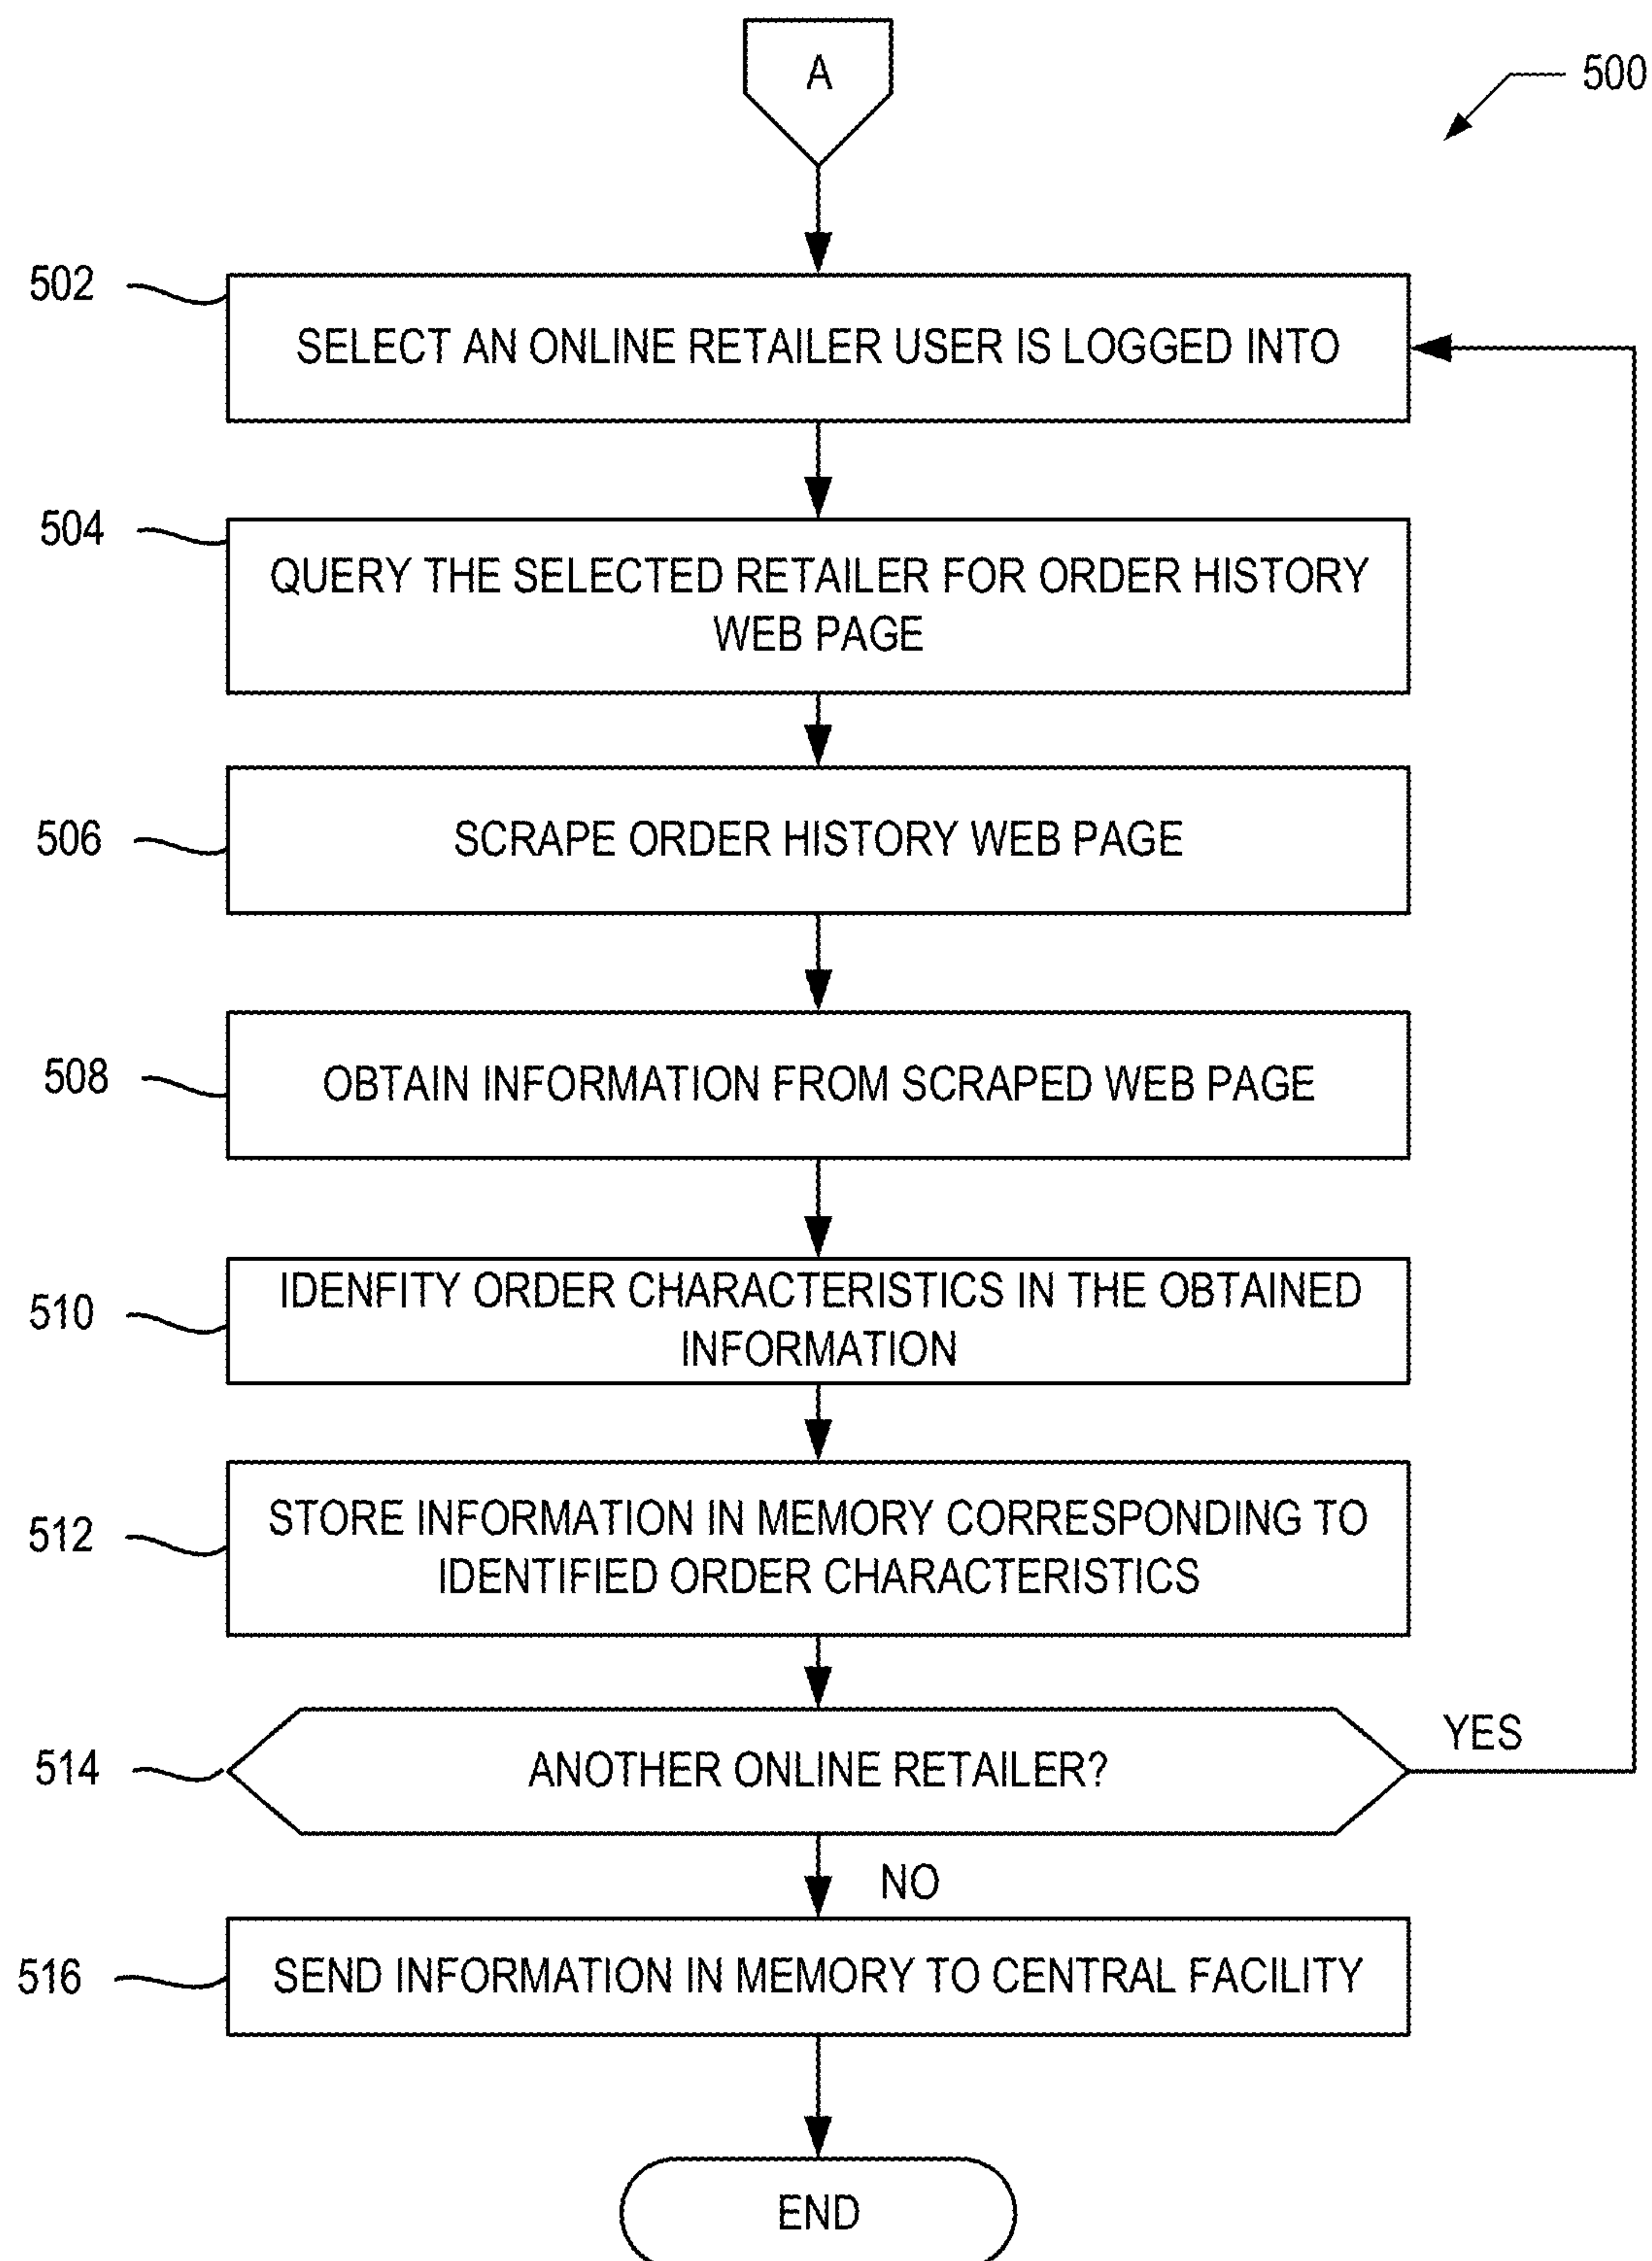 A
500
502
SELECT AN ONLINE RETAILER USER IS LOGGED INTO
504
QUERY THE SELECTED RETAILER FOR ORDER HISTORY
WEB PAGE
506
SCRAPE ORDER HISTORY WEB PAGE
508
OBTAIN INFORMATION FROM SCRAPED WEB PAGE
510
IDENFITY ORDER CHARACTERISTICS IN THE OBTAINED
INFORMATION
512
STORE INFORMATION IN MEMORY CORRESPONDING TO
IDENTIFIED ORDER CHARACTERISTICS
514
ANOTHER ONLINE RETAILER?
YES
NO
516
SEND INFORMATION IN MEMORY TO CENTRAL FACILITY
END